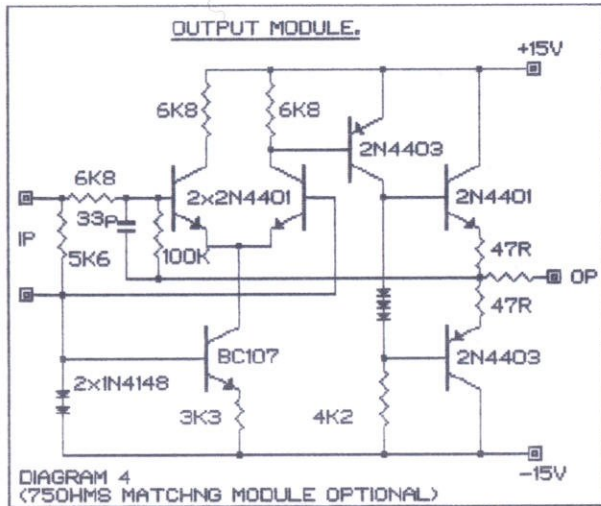 OUTPUT MODULE.
+15V
6K8
6K8
2N4403
6K8
2x2N4401
2N4401
33p
47R
IP
5K6
100K
OP
47R
BC107
2N4403
2x1N4148
3K3
4K2
DIAGRAM 4
-15V
(75OHMS MATCHNG MODULE OPTIONAL)